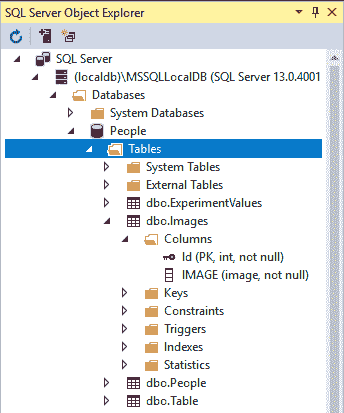 SQL Server Object Explorer
SQL Server
(localdb)\MSSQLLocalDB (SQL Server 13.0.4001
Databases
System Databases
People
Tables
System Tables
External Tables
dbo.ExperimentValues
dbo.Images
Columns
Id (PK, int, not null)
IMAGE (image, not null)
Keys
Constraints
Triggers
Indexes
Statistics
dbo.People
dbo.Table